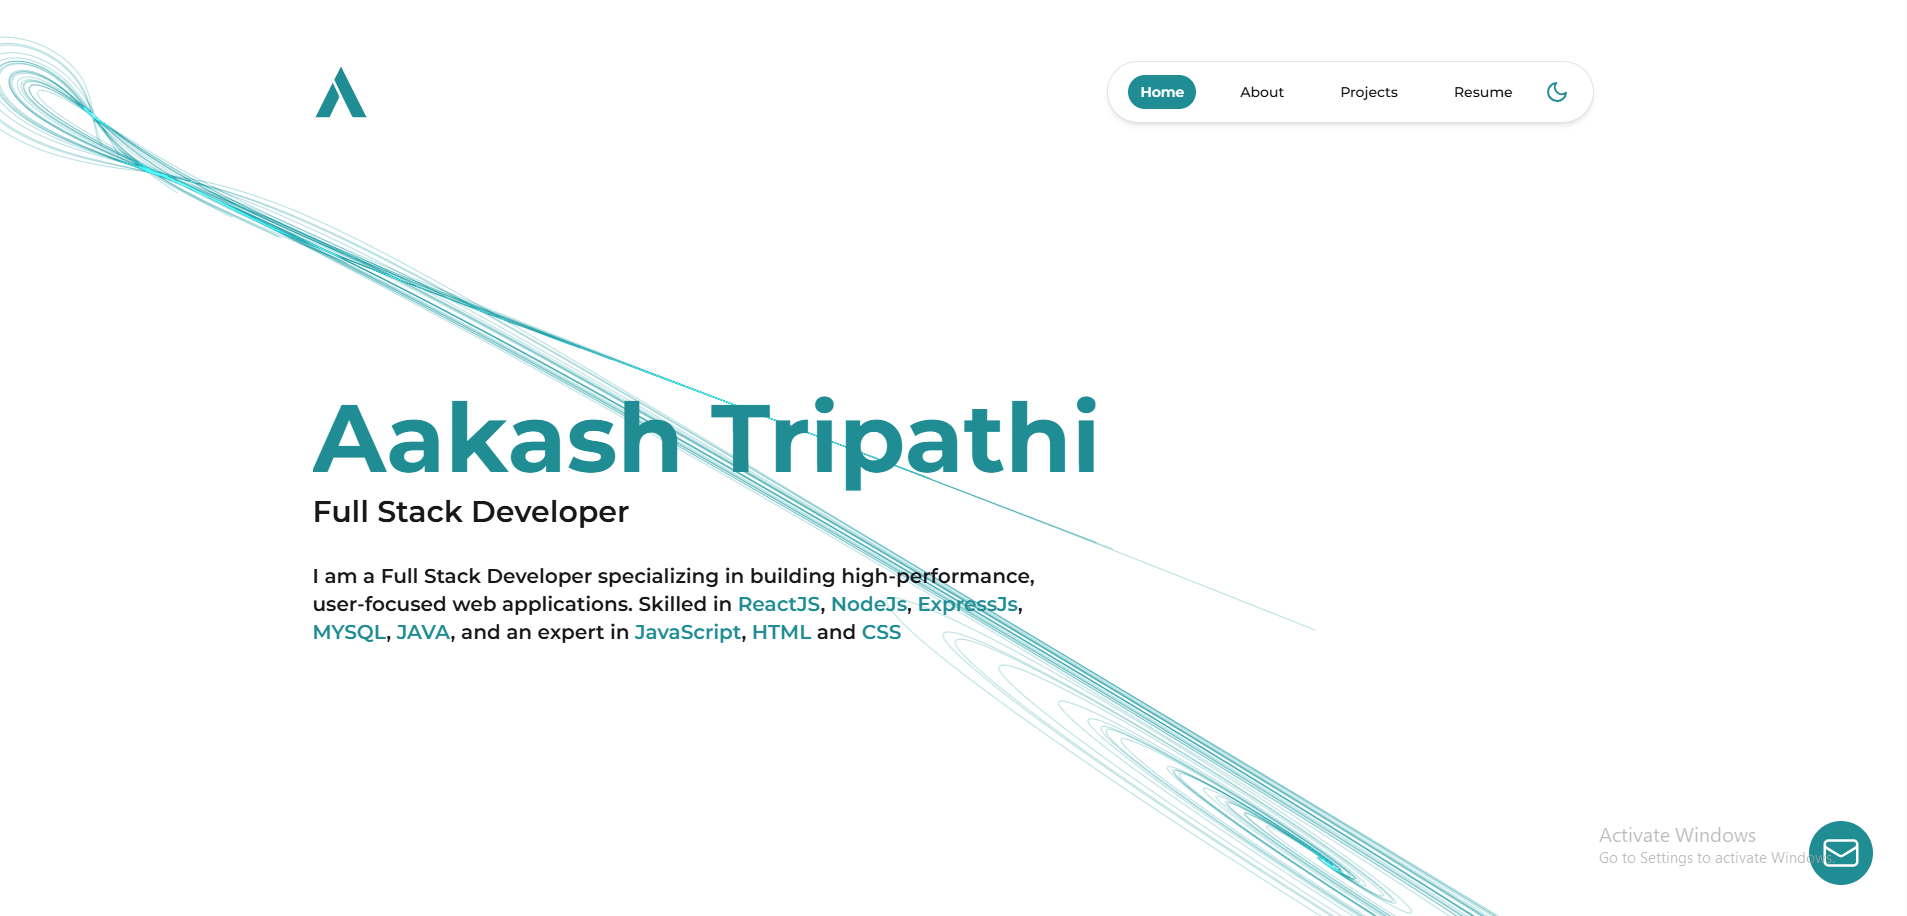 Home About Projects Resume
Aakash Tripathi
Full Stack Developer
I am a Full Stack Developer specializing in building high-performance,
user-focused web applications. Skilled in ReactJS, NodeJs, ExpressJs,
MYSQL, JAVA, and an expert in JavaScript, HTML and CSS
Activate Windows
Go to Settings to activate Windows.